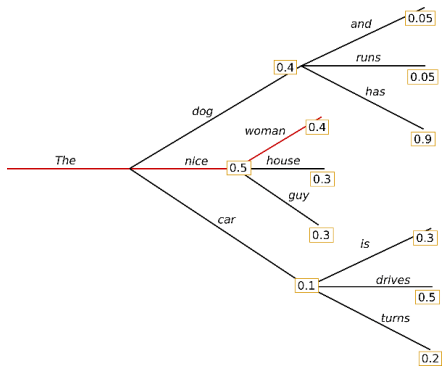 The
dog
0.4
and
0.05
runs
0.05
has
0.9
nice
0.5
woman
0.4
house
0.3
guy
0.3
car
0.1
is
0.3
drives
0.5
turns
0.2